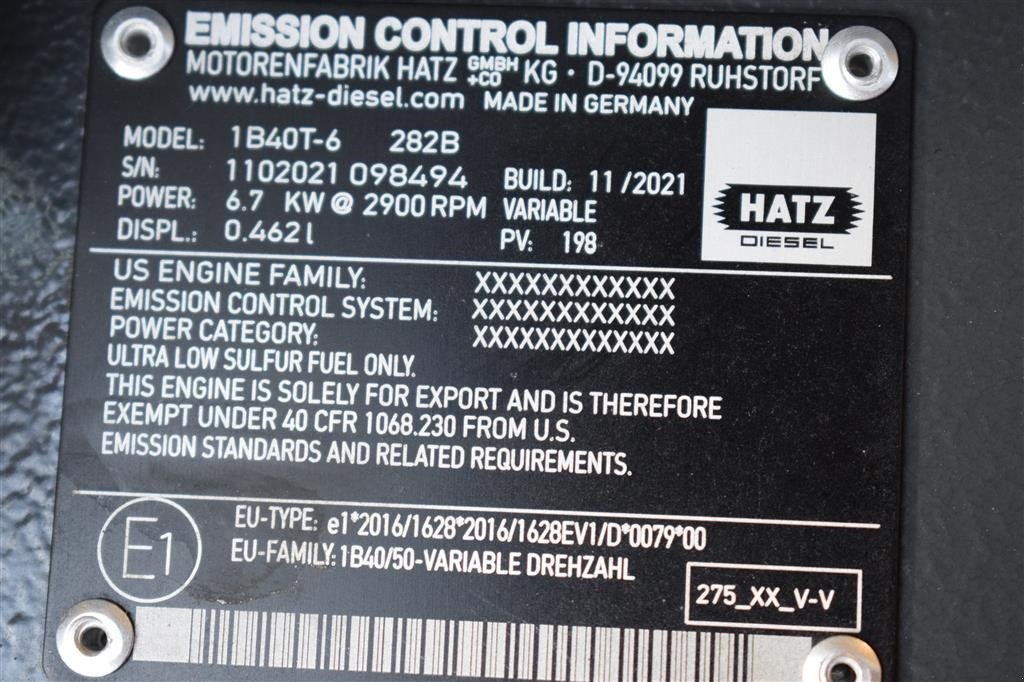 EMISSION CONTROL INFORMATION
MOTORENFABRIK HATZ GMBH +CO KG · D-94099 RUHSTORF
www.hatz-diesel.com MADE IN GERMANY
MODEL: 1B40T-6 282B
S/N: 1102021 098494 BUILD: 11/2021
POWER: 6.7 KW @ 2900 RPM VARIABLE
DISPL.: 0.462 l PV: 198
HATZ
DIESEL
US ENGINE FAMILY: XXXXXXXXXXXX
EMISSION CONTROL SYSTEM: XXXXXXXXXXXX
POWER CATEGORY: XXXXXXXXXXXX
ULTRA LOW SULFUR FUEL ONLY.
THIS ENGINE IS SOLELY FOR EXPORT AND IS THEREFORE
EXEMPT UNDER 40 CFR 1068.230 FROM U.S.
EMISSION STANDARDS AND RELATED REQUIREMENTS.
E1
EU-TYPE: e1*2016/1628*2016/1628EV1/D*0079*00
EU-FAMILY: 1B40/50-VARIABLE DREHZAHL
275_XX_V-V